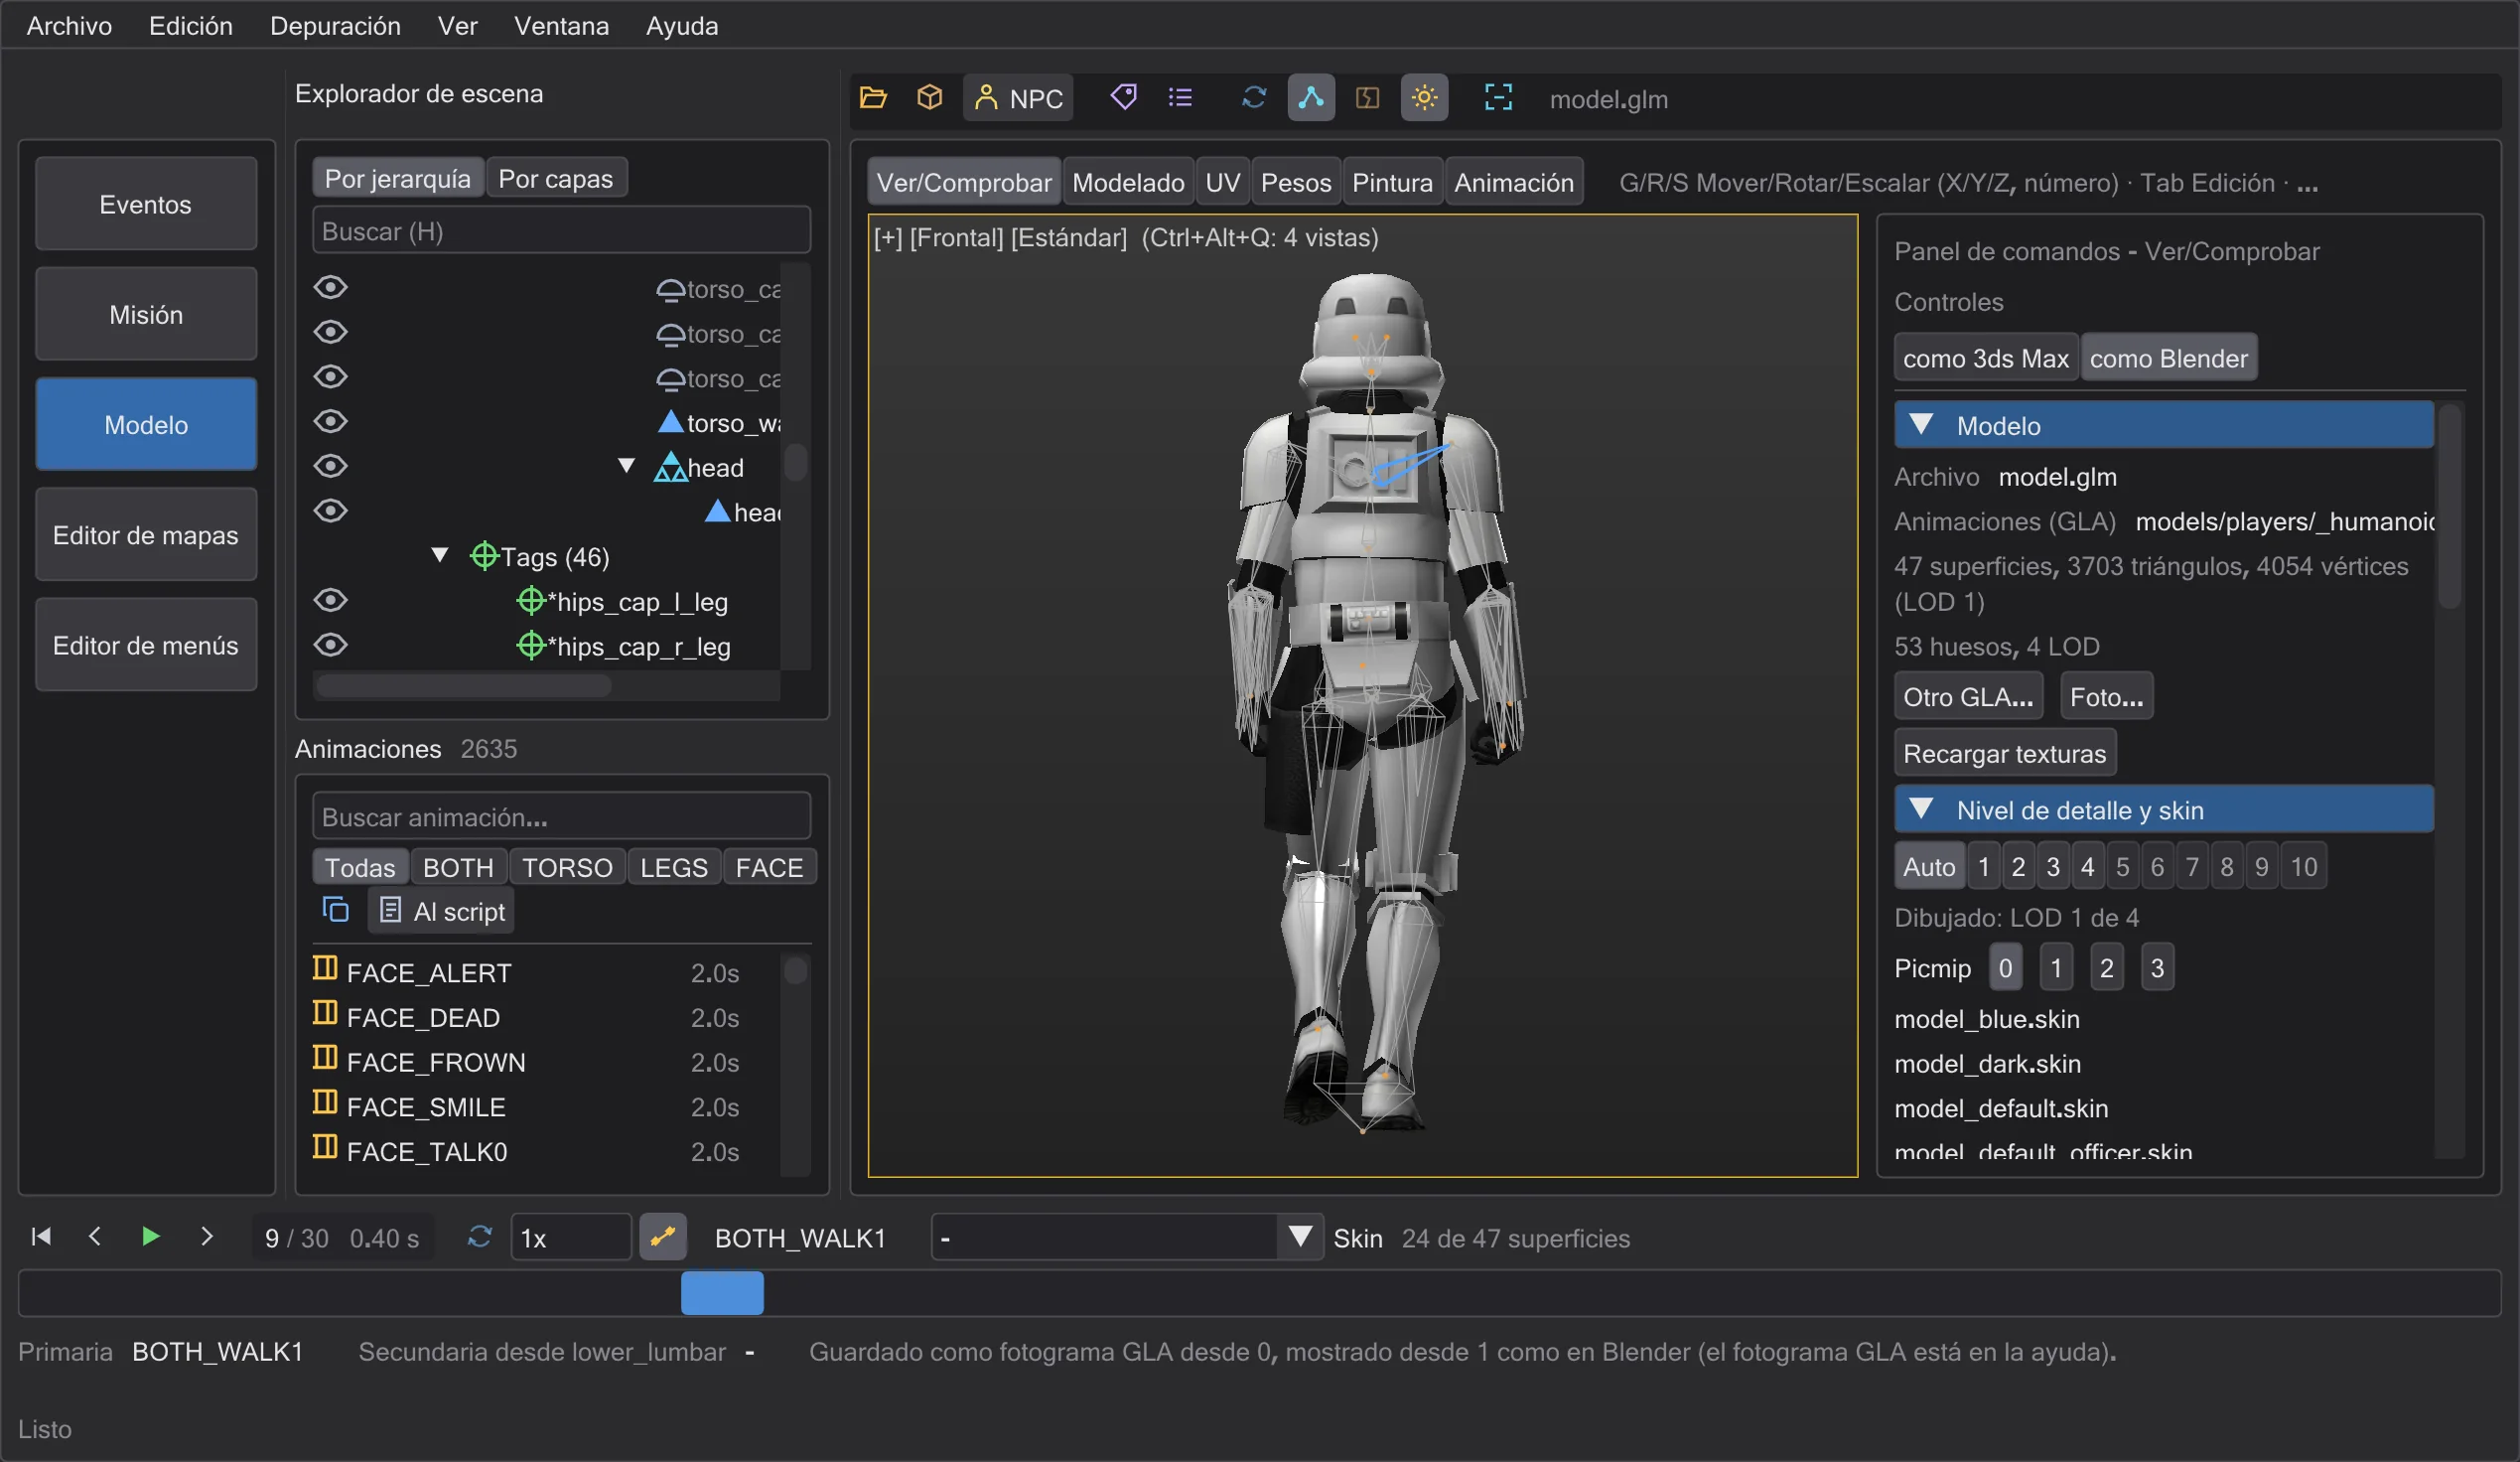 Archivo Edición Depuración Ver Ventana Ayuda
Explorador de escena
NPC
model.glm
Eventos
Misión
Modelo
Editor de mapas
Editor de menús
Por jerarquía Por capas
Buscar (H)
torso_ca
torso_ca
torso_ca
torso_wa
head
head
Tags (46)
*hips_cap_l_leg
*hips_cap_r_leg
Animaciones 2635
Buscar animación...
Todas BOTH TORSO LEGS FACE
AI script
FACE_ALERT 2.0s
FACE_DEAD 2.0s
FACE_FROWN 2.0s
FACE_SMILE 2.0s
FACE_TALK0 2.0s
Ver/Comprobar Modelado UV Pesos Pintura Animación G/R/S Mover/Rotar/Escalar (X/Y/Z, número) · Tab Edición · ...
[+] [Frontal] [Estándar] (Ctrl+Alt+Q: 4 vistas)
Panel de comandos - Ver/Comprobar
Controles
como 3ds Max como Blender
Modelo
Archivo model.glm
Animaciones (GLA) models/players/_humanoid
47 superficies, 3703 triángulos, 4054 vértices
(LOD 1)
53 huesos, 4 LOD
Otro GLA... Foto...
Recargar texturas
Nivel de detalle y skin
Auto 1 2 3 4 5 6 7 8 9 10
Dibujado: LOD 1 de 4
Picmip 0 1 2 3
model_blue.skin
model_dark.skin
model_default.skin
model_default_officer.skin
9 / 30 0.40 s 1x BOTH_WALK1 - Skin 24 de 47 superficies
Primaria BOTH_WALK1 Secundaria desde lower_lumbar - Guardado como fotograma GLA desde 0, mostrado desde 1 como en Blender (el fotograma GLA está en la ayuda).
Listo